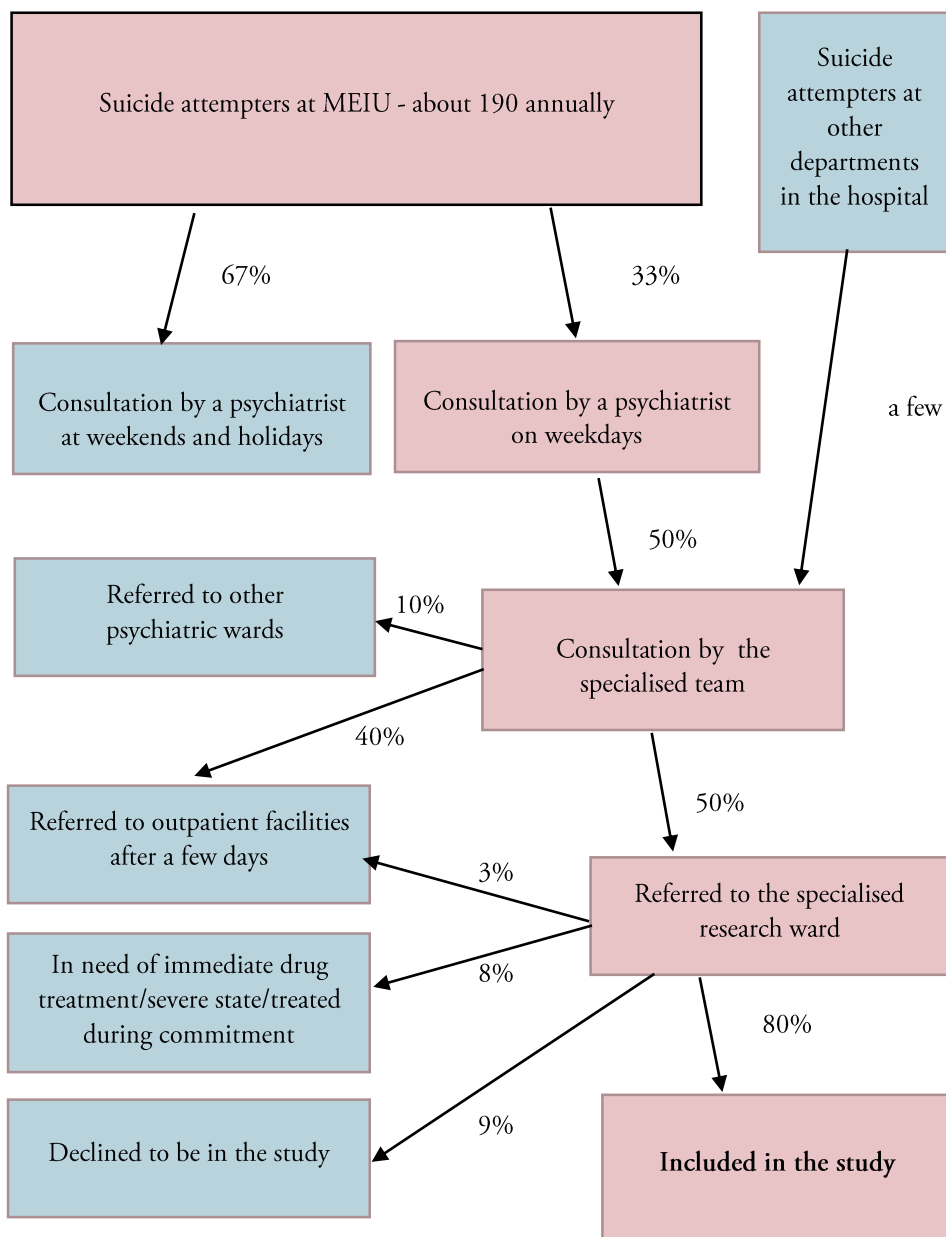 Suicide attempters at MEIU - about 190 annually
Suicide
attempters at
other
departments
in the hospital
67%
33%
Consultation by a psychiatrist
at weekends and holidays
Consultation by a psychiatrist
on weekdays
a few
50%
Referred to other
psychiatric wards
10%
Consultation by the
specialised team
40%
50%
Referred to outpatient facilities
after a few days
3%
Referred to the specialised
research ward
In need of immediate drug
treatment/severe state/treated
during commitment
8%
80%
9%
Declined to be in the study
Included in the study